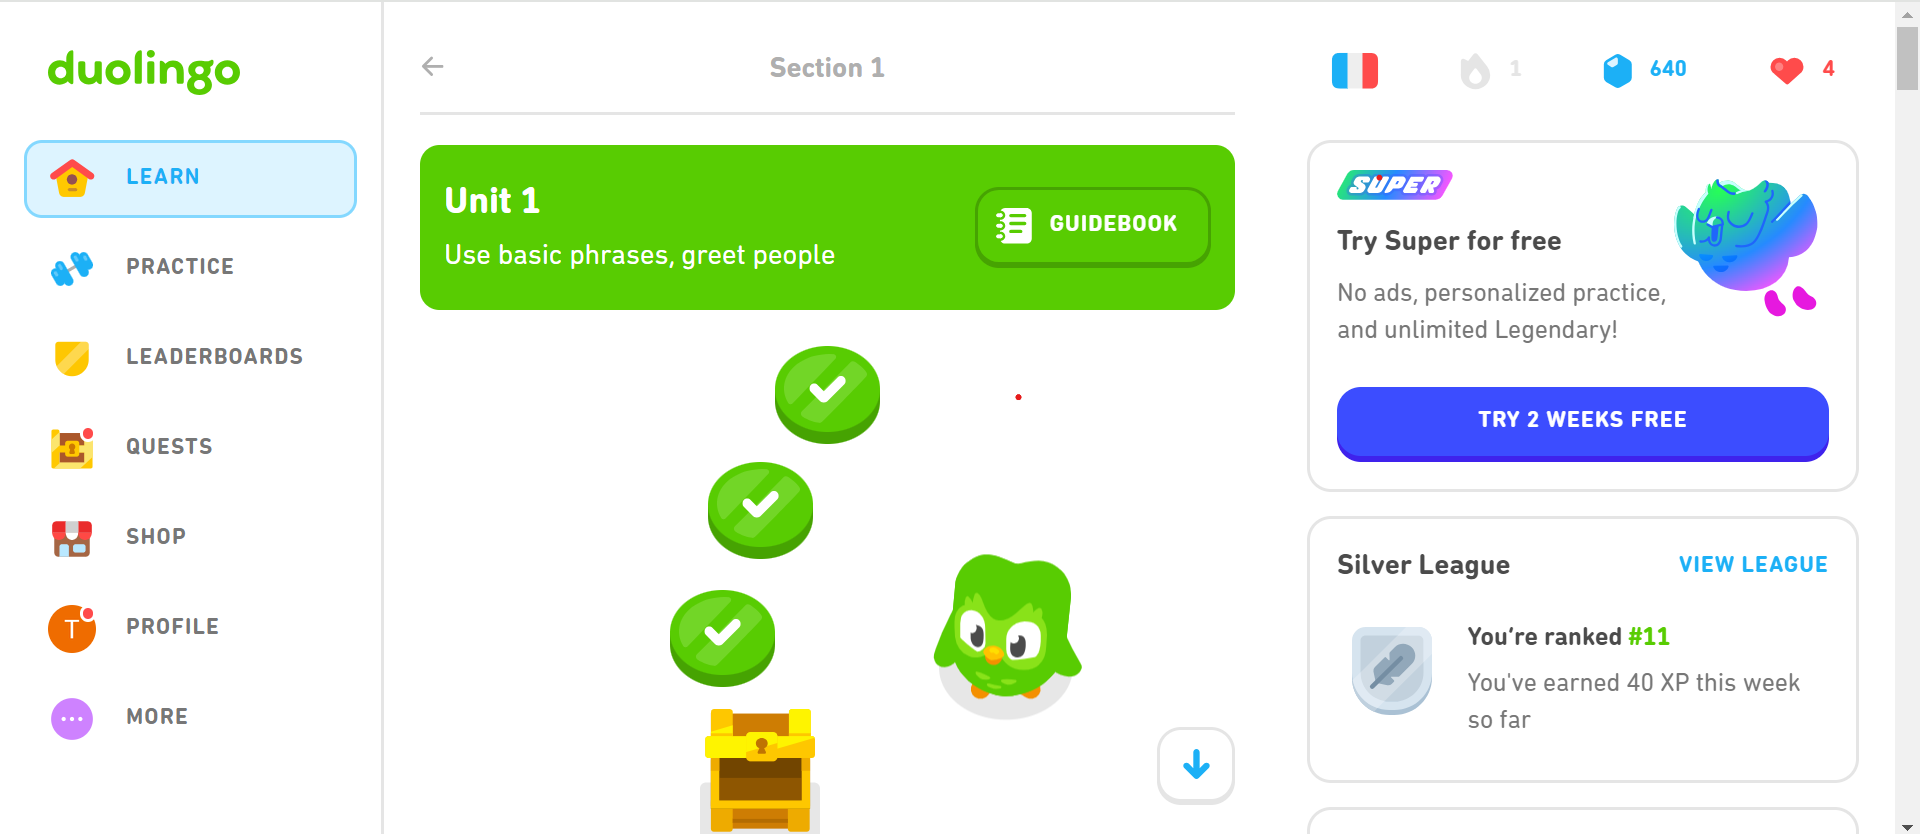 duolingo
LEARN
PRACTICE
LEADERBOARDS
QUESTS
SHOP
T
PROFILE
MORE
Section 1
Unit 1
Use basic phrases, greet people
GUIDEBOOK
1
640
4
SUPER
Try Super for free
No ads, personalized practice,
and unlimited Legendary!
TRY 2 WEEKS FREE
Silver League
VIEW LEAGUE
You’re ranked #11
You've earned 40 XP this week
so far